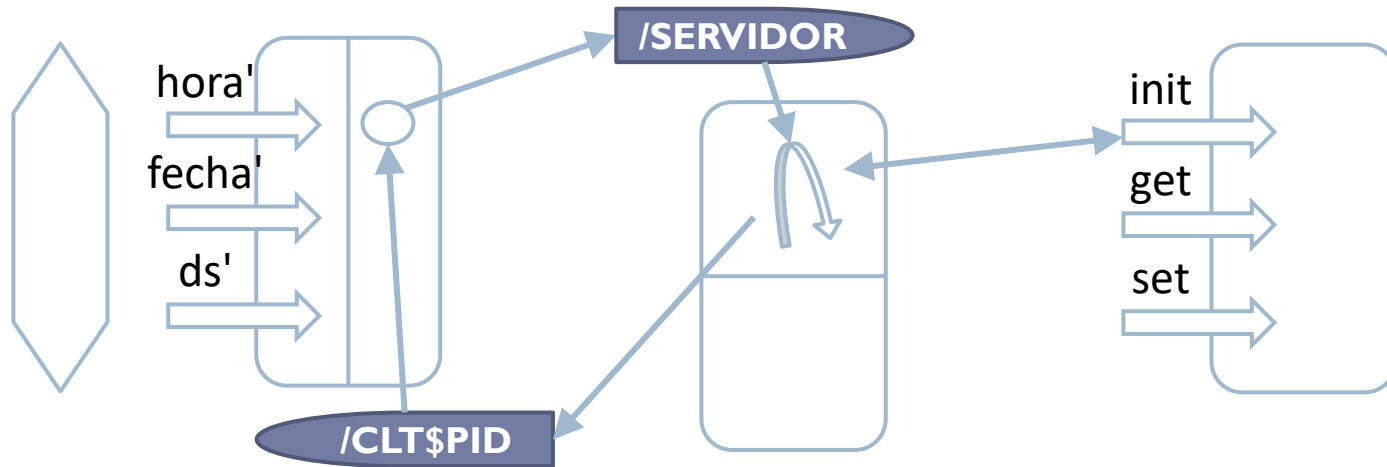 /SERVIDOR
hora'
fecha'
ds'
init
get
set
/CLT$PID